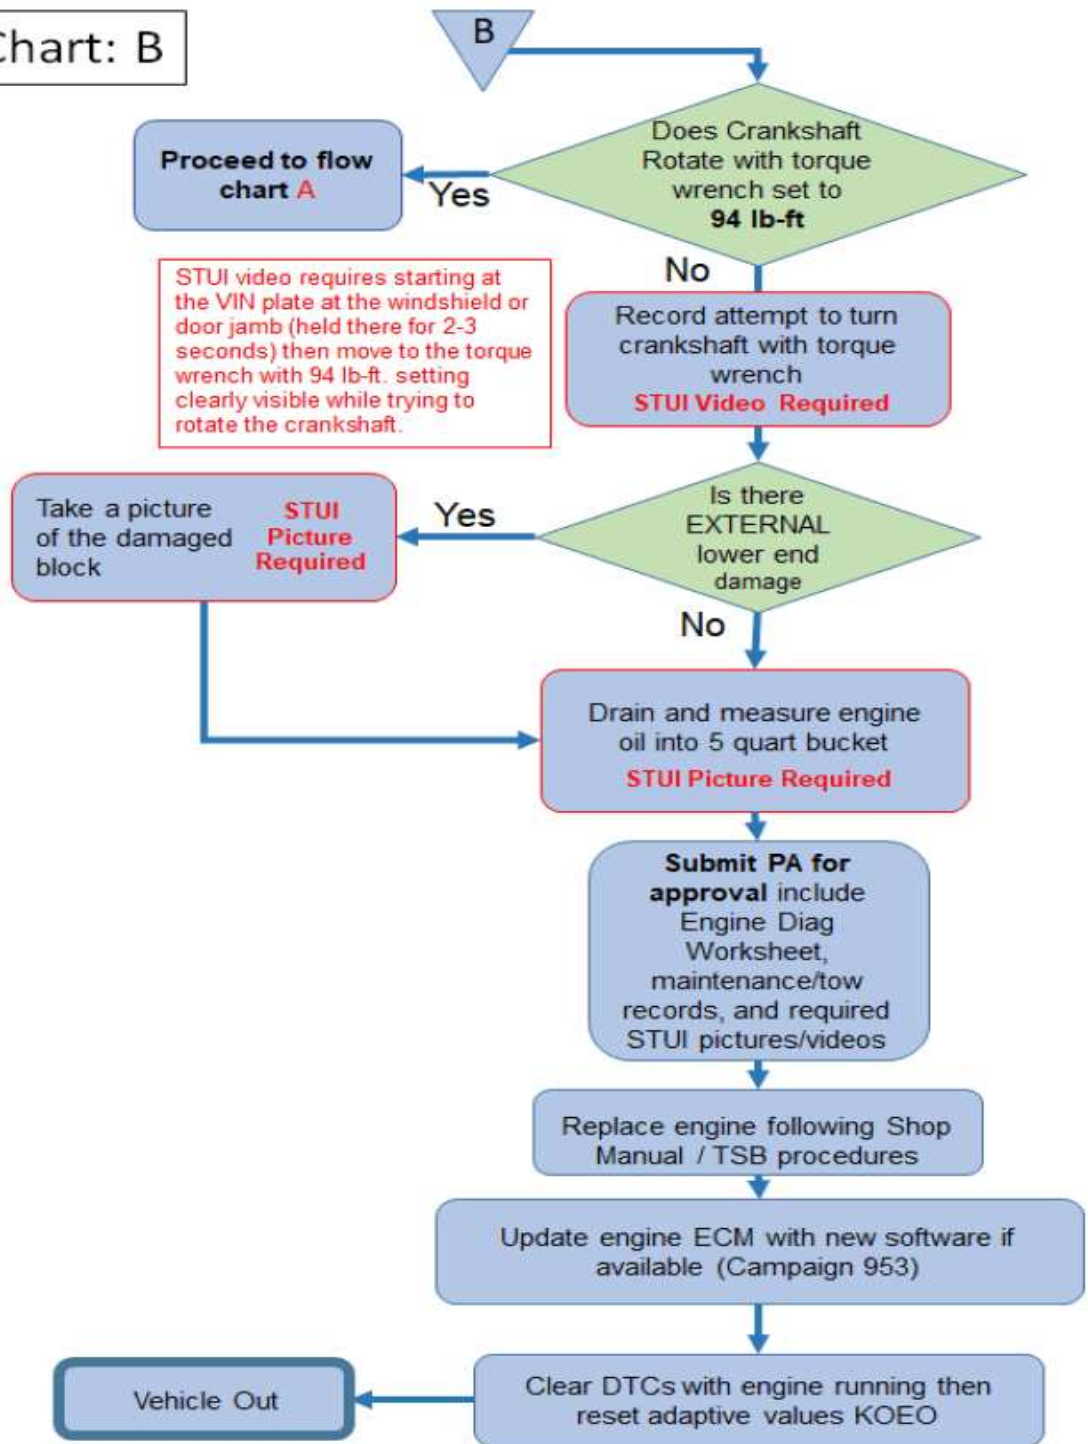 Chart: B
B
Does Crankshaft
Rotate with torque
wrench set to
94 lb-ft
Yes
Proceed to flow
chart A
No
STUI video requires starting at
the VIN plate at the windshield or
door jamb (held there for 2-3
seconds) then move to the torque
wrench with 94 lb-ft. setting
clearly visible while trying to
rotate the crankshaft.
Record attempt to turn
crankshaft with torque
wrench
STUI Video Required
Is there
EXTERNAL
lower end
damage
Yes
Take a picture
of the damaged
block
STUI
Picture
Required
No
Drain and measure engine
oil into 5 quart bucket
STUI Picture Required
Submit PA for
approval include
Engine Diag
Worksheet,
maintenance/tow
records, and required
STUI pictures/videos
Replace engine following Shop
Manual / TSB procedures
Update engine ECM with new software if
available (Campaign 953)
Clear DTCs with engine running then
reset adaptive values KOEO
Vehicle Out